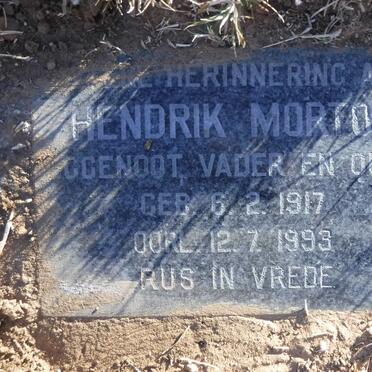 HERINNERING A
HENDRIK MORTO
GGENOOT, VADER EN O
GEB. 6. 2. 1917
OORL. 12. 7. 1993
RUS IN VREDE